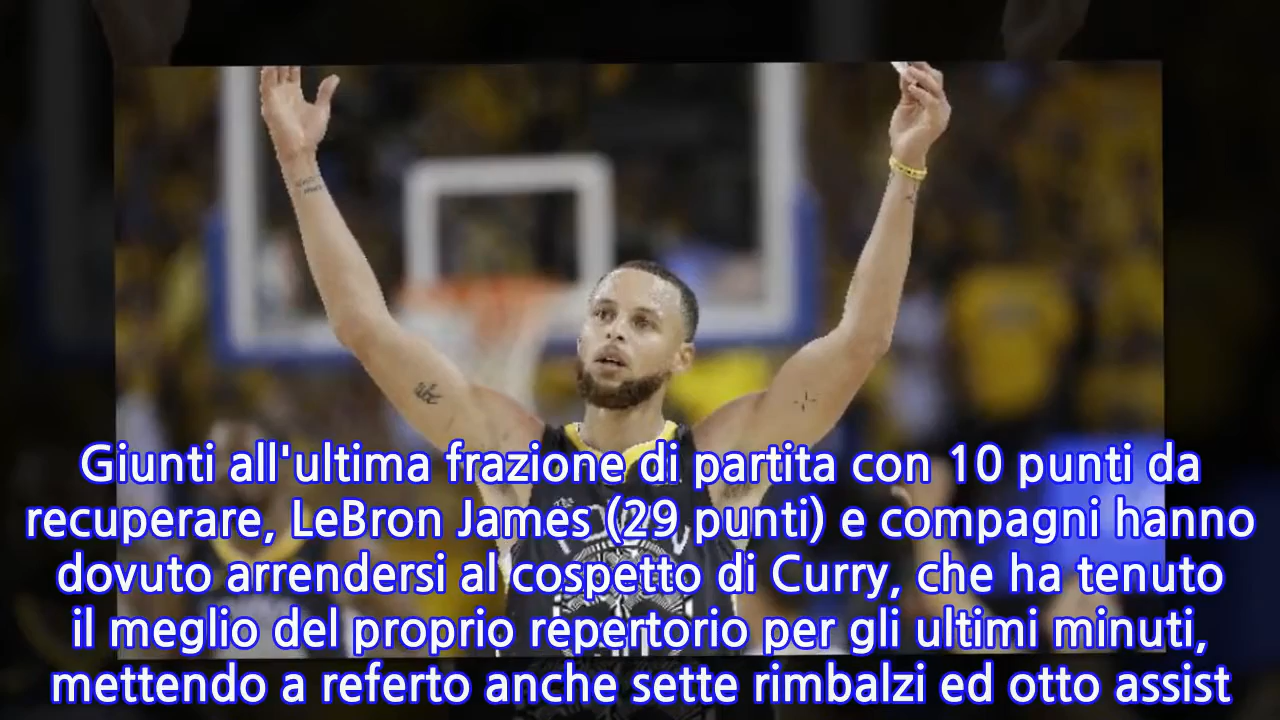 Giunti all'ultima frazione di partita con 10 punti da
recuperare, LeBron James (29 punti) e compagni hanno
dovuto arrendersi al cospetto di Curry, che ha tenuto
il meglio del proprio repertorio per gli ultimi minuti,
mettendo a referto anche sette rimbalzi ed otto assist